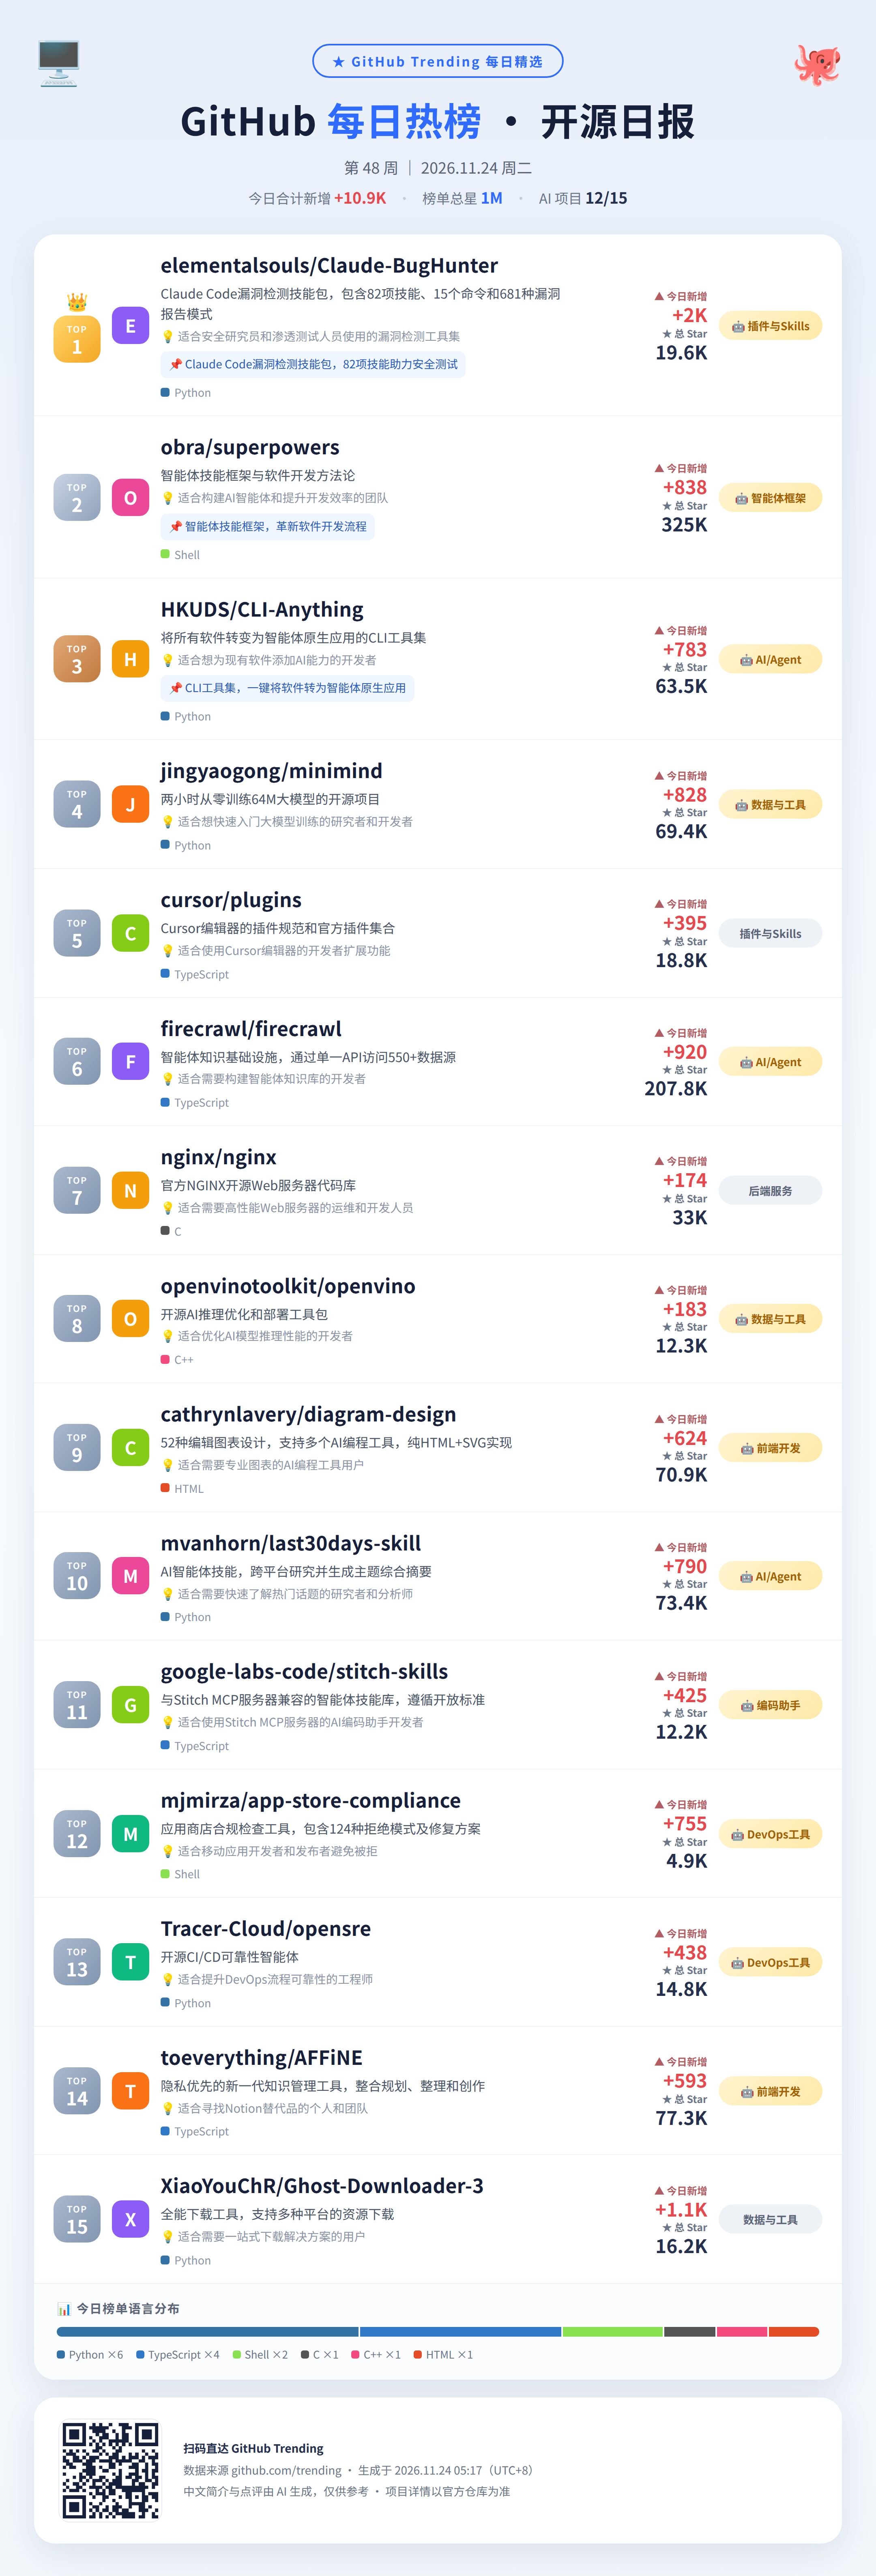 ★ GitHub Trending 每日精选
GitHub 每日热榜 · 开源日报
第 48 周 | 2026.11.24 周二
今日合计新增 +10.9K · 榜单总星 1M · AI 项目 12/15
TOP 1
E
elementalsouls/Claude-BugHunter
Claude Code漏洞检测技能包，包含82项技能、15个命令和681种漏洞
报告模式
💡 适合安全研究员和渗透测试人员使用的漏洞检测工具集
📌 Claude Code漏洞检测技能包，82项技能助力安全测试
Python
▲ 今日新增
+2K
★ 总 Star
19.6K
🤖 插件与Skills
TOP 2
O
obra/superpowers
智能体技能框架与软件开发方法论
💡 适合构建AI智能体和提升开发效率的团队
📌 智能体技能框架，革新软件开发流程
Shell
▲ 今日新增
+838
★ 总 Star
325K
🤖 智能体框架
TOP 3
H
HKUDS/CLI-Anything
将所有软件转变为智能体原生应用的CLI工具集
💡 适合想为现有软件添加AI能力的开发者
📌 CLI工具集，一键将软件转为智能体原生应用
Python
▲ 今日新增
+783
★ 总 Star
63.5K
🤖 AI/Agent
TOP 4
J
jingyaogong/minimind
两小时从零训练64M大模型的开源项目
💡 适合想快速入门大模型训练的研究者和开发者
Python
▲ 今日新增
+828
★ 总 Star
69.4K
🤖 数据与工具
TOP 5
C
cursor/plugins
Cursor编辑器的插件规范和官方插件集合
💡 适合使用Cursor编辑器的开发者扩展功能
TypeScript
▲ 今日新增
+395
★ 总 Star
18.8K
插件与Skills
TOP 6
F
firecrawl/firecrawl
智能体知识基础设施，通过单一API访问550+数据源
💡 适合需要构建智能体知识库的开发者
TypeScript
▲ 今日新增
+920
★ 总 Star
207.8K
🤖 AI/Agent
TOP 7
N
nginx/nginx
官方NGINX开源Web服务器代码库
💡 适合需要高性能Web服务器的运维和开发人员
C
▲ 今日新增
+174
★ 总 Star
33K
后端服务
TOP 8
O
openvinotoolkit/openvino
开源AI推理优化和部署工具包
💡 适合优化AI模型推理性能的开发者
C++
▲ 今日新增
+183
★ 总 Star
12.3K
🤖 数据与工具
TOP 9
C
cathrynlavery/diagram-design
52种编辑图表设计，支持多个AI编程工具，纯HTML+SVG实现
💡 适合需要专业图表的AI编程工具用户
HTML
▲ 今日新增
+624
★ 总 Star
70.9K
🤖 前端开发
TOP 10
M
mvanhorn/last30days-skill
AI智能体技能，跨平台研究并生成主题综合摘要
💡 适合需要快速了解热门话题的研究者和分析师
Python
▲ 今日新增
+790
★ 总 Star
73.4K
🤖 AI/Agent
TOP 11
G
google-labs-code/stitch-skills
与Stitch MCP服务器兼容的智能体技能库，遵循开放标准
💡 适合使用Stitch MCP服务器的AI编码助手开发者
TypeScript
▲ 今日新增
+425
★ 总 Star
12.2K
🤖 编码助手
TOP 12
M
mjmirza/app-store-compliance
应用商店合规检查工具，包含124种拒绝模式及修复方案
💡 适合移动应用开发者和发布者避免被拒
Shell
▲ 今日新增
+755
★ 总 Star
4.9K
🤖 DevOps工具
TOP 13
T
Tracer-Cloud/opensre
开源CI/CD可靠性智能体
💡 适合提升DevOps流程可靠性的工程师
Python
▲ 今日新增
+438
★ 总 Star
14.8K
🤖 DevOps工具
TOP 14
T
toeverything/AFFiNE
隐私优先的新一代知识管理工具，整合规划、整理和创作
💡 适合寻找Notion替代品的个人和团队
TypeScript
▲ 今日新增
+593
★ 总 Star
77.3K
🤖 前端开发
TOP 15
X
XiaoYouChR/Ghost-Downloader-3
全能下载工具，支持多种平台的资源下载
💡 适合需要一站式下载解决方案的用户
Python
▲ 今日新增
+1.1K
★ 总 Star
16.2K
数据与工具
📊 今日榜单语言分布
Python ×6 TypeScript ×4 Shell ×2 C ×1 C++ ×1 HTML ×1
扫码直达 GitHub Trending
数据来源 github.com/trending · 生成于 2026.11.24 05:17（UTC+8）
中文简介与点评由 AI 生成，仅供参考 · 项目详情以官方仓库为准